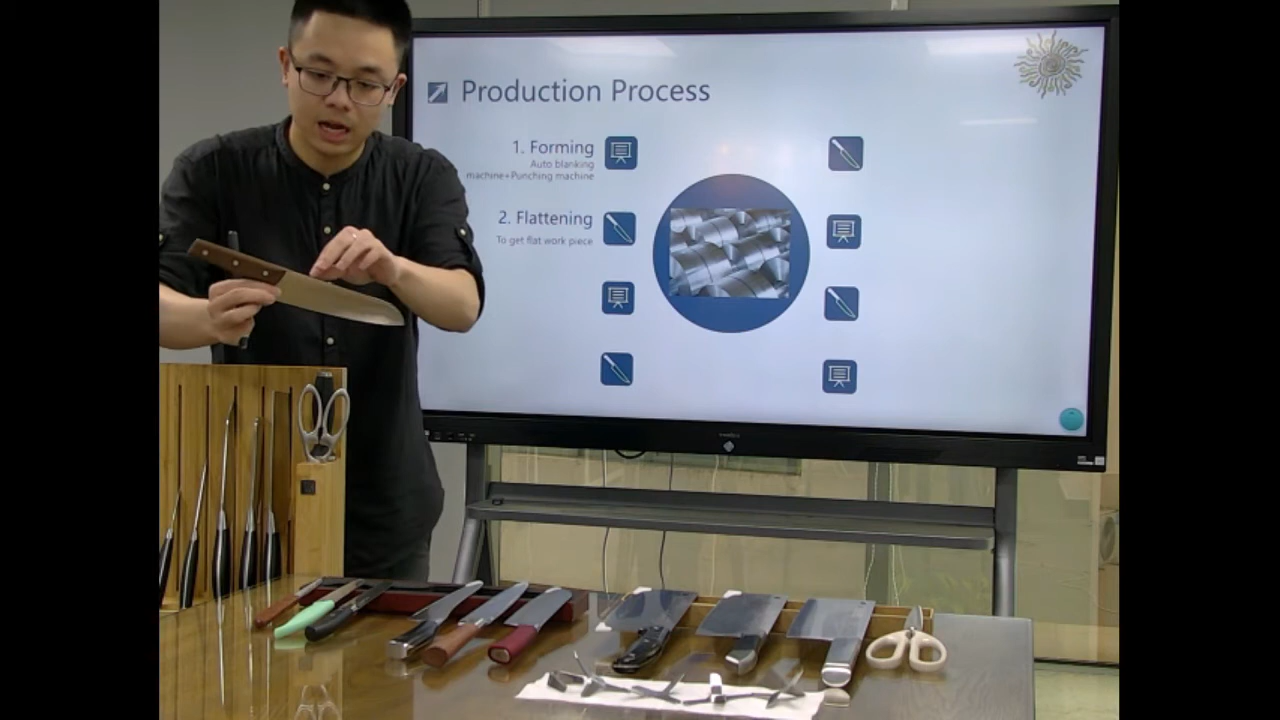 Production Process
1. Forming
Auto blanking
machine+Punching machine
2. Flattening
To get flat work piece